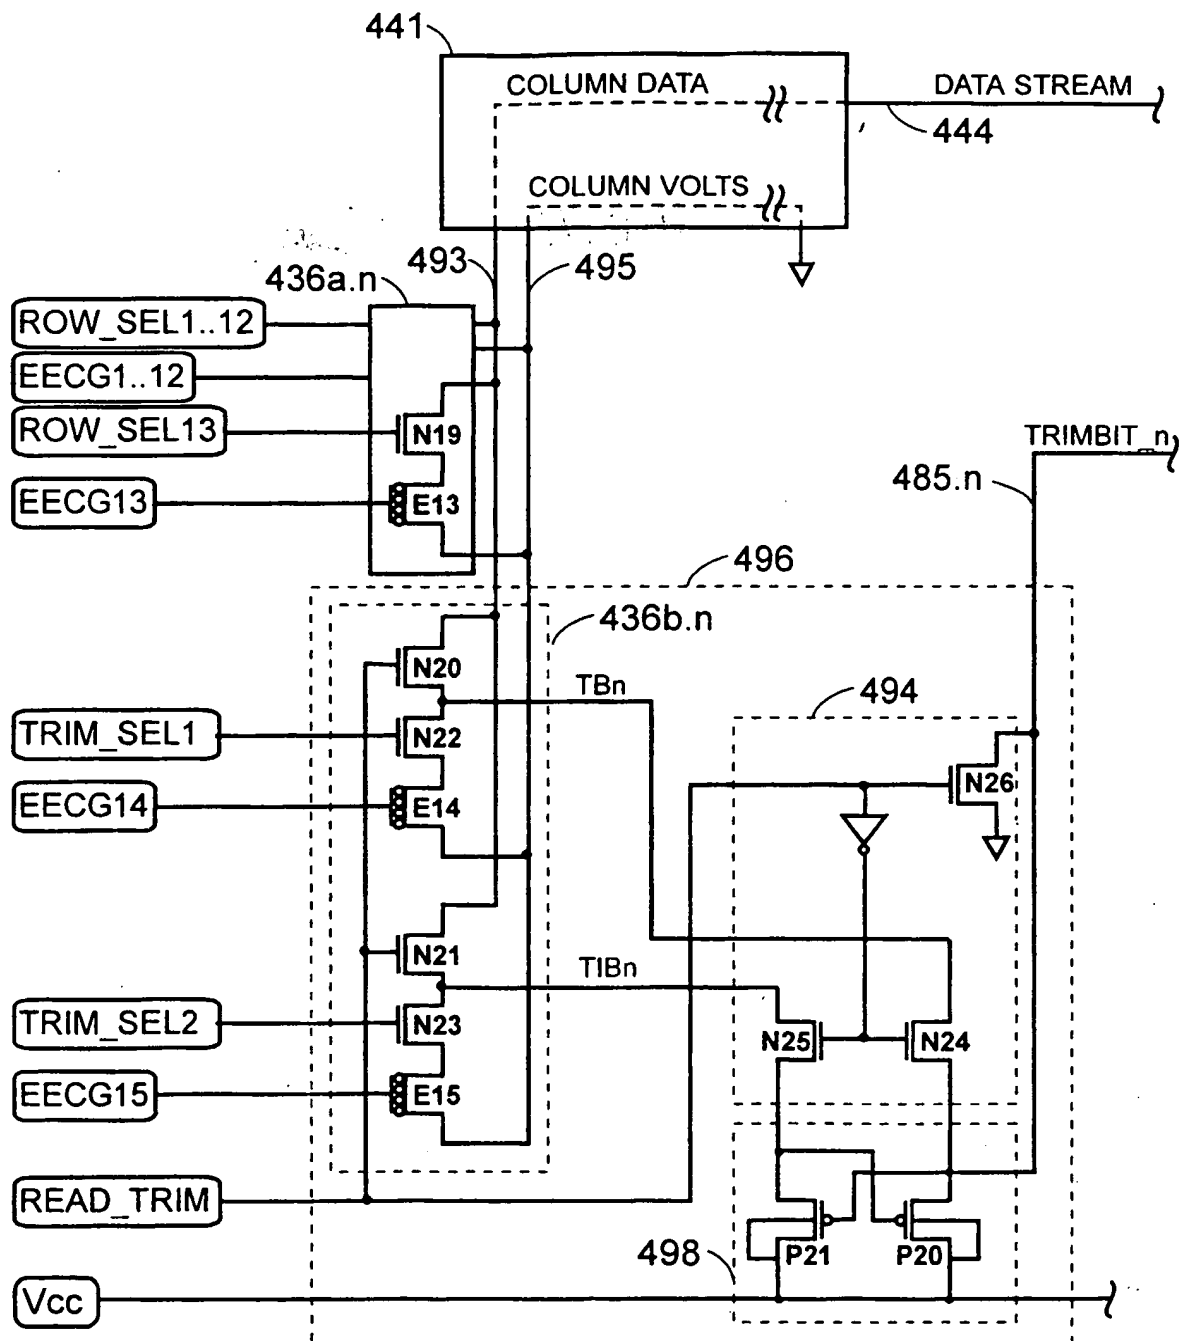 441
COLUMN DATA
DATA STREAM
444
COLUMN VOLTS
493
495
436a.n
ROW_SEL1..12
EECG1..12
ROW_SEL13
N19
TRIMBIT_n
485.n
EECG13
E13
496
436b.n
N20
TBn
494
TRIM_SEL1
N22
N26
EECG14
E14
N21
TIBn
TRIM_SEL2
N23
N25
N24
EECG15
E15
READ_TRIM
498
P21
P20
Vcc